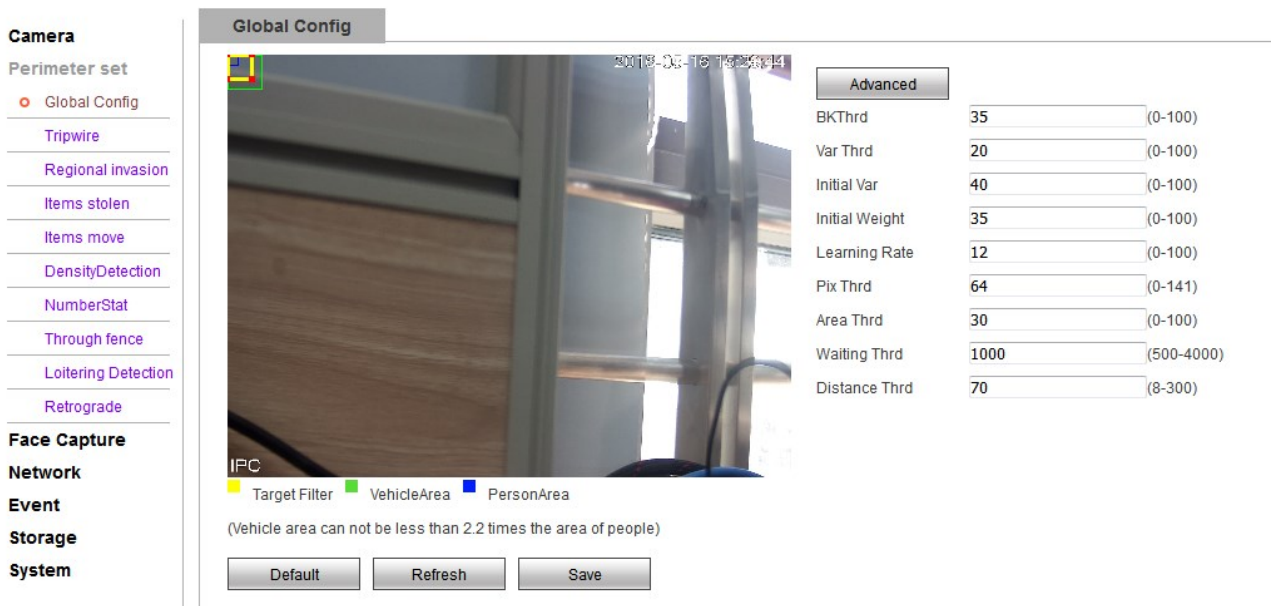 Camera
Perimeter set
Global Config
Tripwire
Regional invasion
Items stolen
Items move
DensityDetection
NumberStat
Through fence
Loitering Detection
Retrograde
Face Capture
Network
Event
Storage
System
Global Config
IPC
Target Filter VehicleArea PersonArea
(Vehicle area can not be less than 2.2 times the area of people)
Default Refresh Save
Advanced
BKThrd 35 (0-100)
Var Thrd 20 (0-100)
Initial Var 40 (0-100)
Initial Weight 35 (0-100)
Learning Rate 12 (0-100)
Pix Thrd 64 (0-141)
Area Thrd 30 (0-100)
Waiting Thrd 1000 (500-4000)
Distance Thrd 70 (8-300)